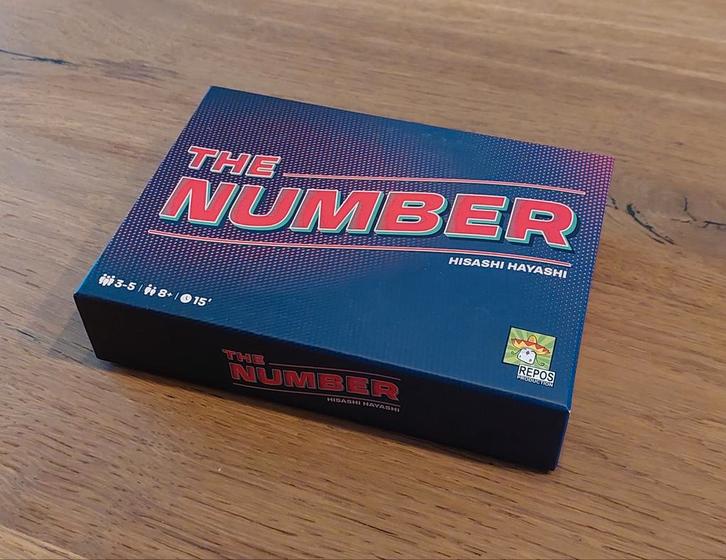 THE
NUMBER
HISASHI HAYASHI
3-5 | 8+ | 15'
REPOS
PRODUCTION
THE
NUMBER
HISASHI HAYASHI